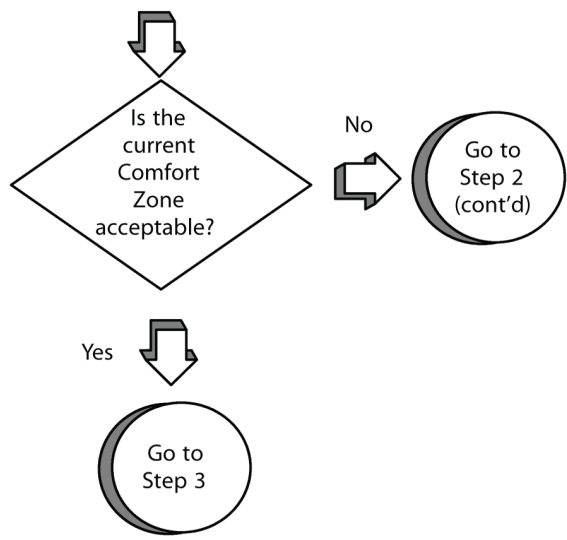 Is the
current
Comfort
Zone
acceptable?
No
Go to
Step 2
(cont'd)
Yes
Go to
Step 3